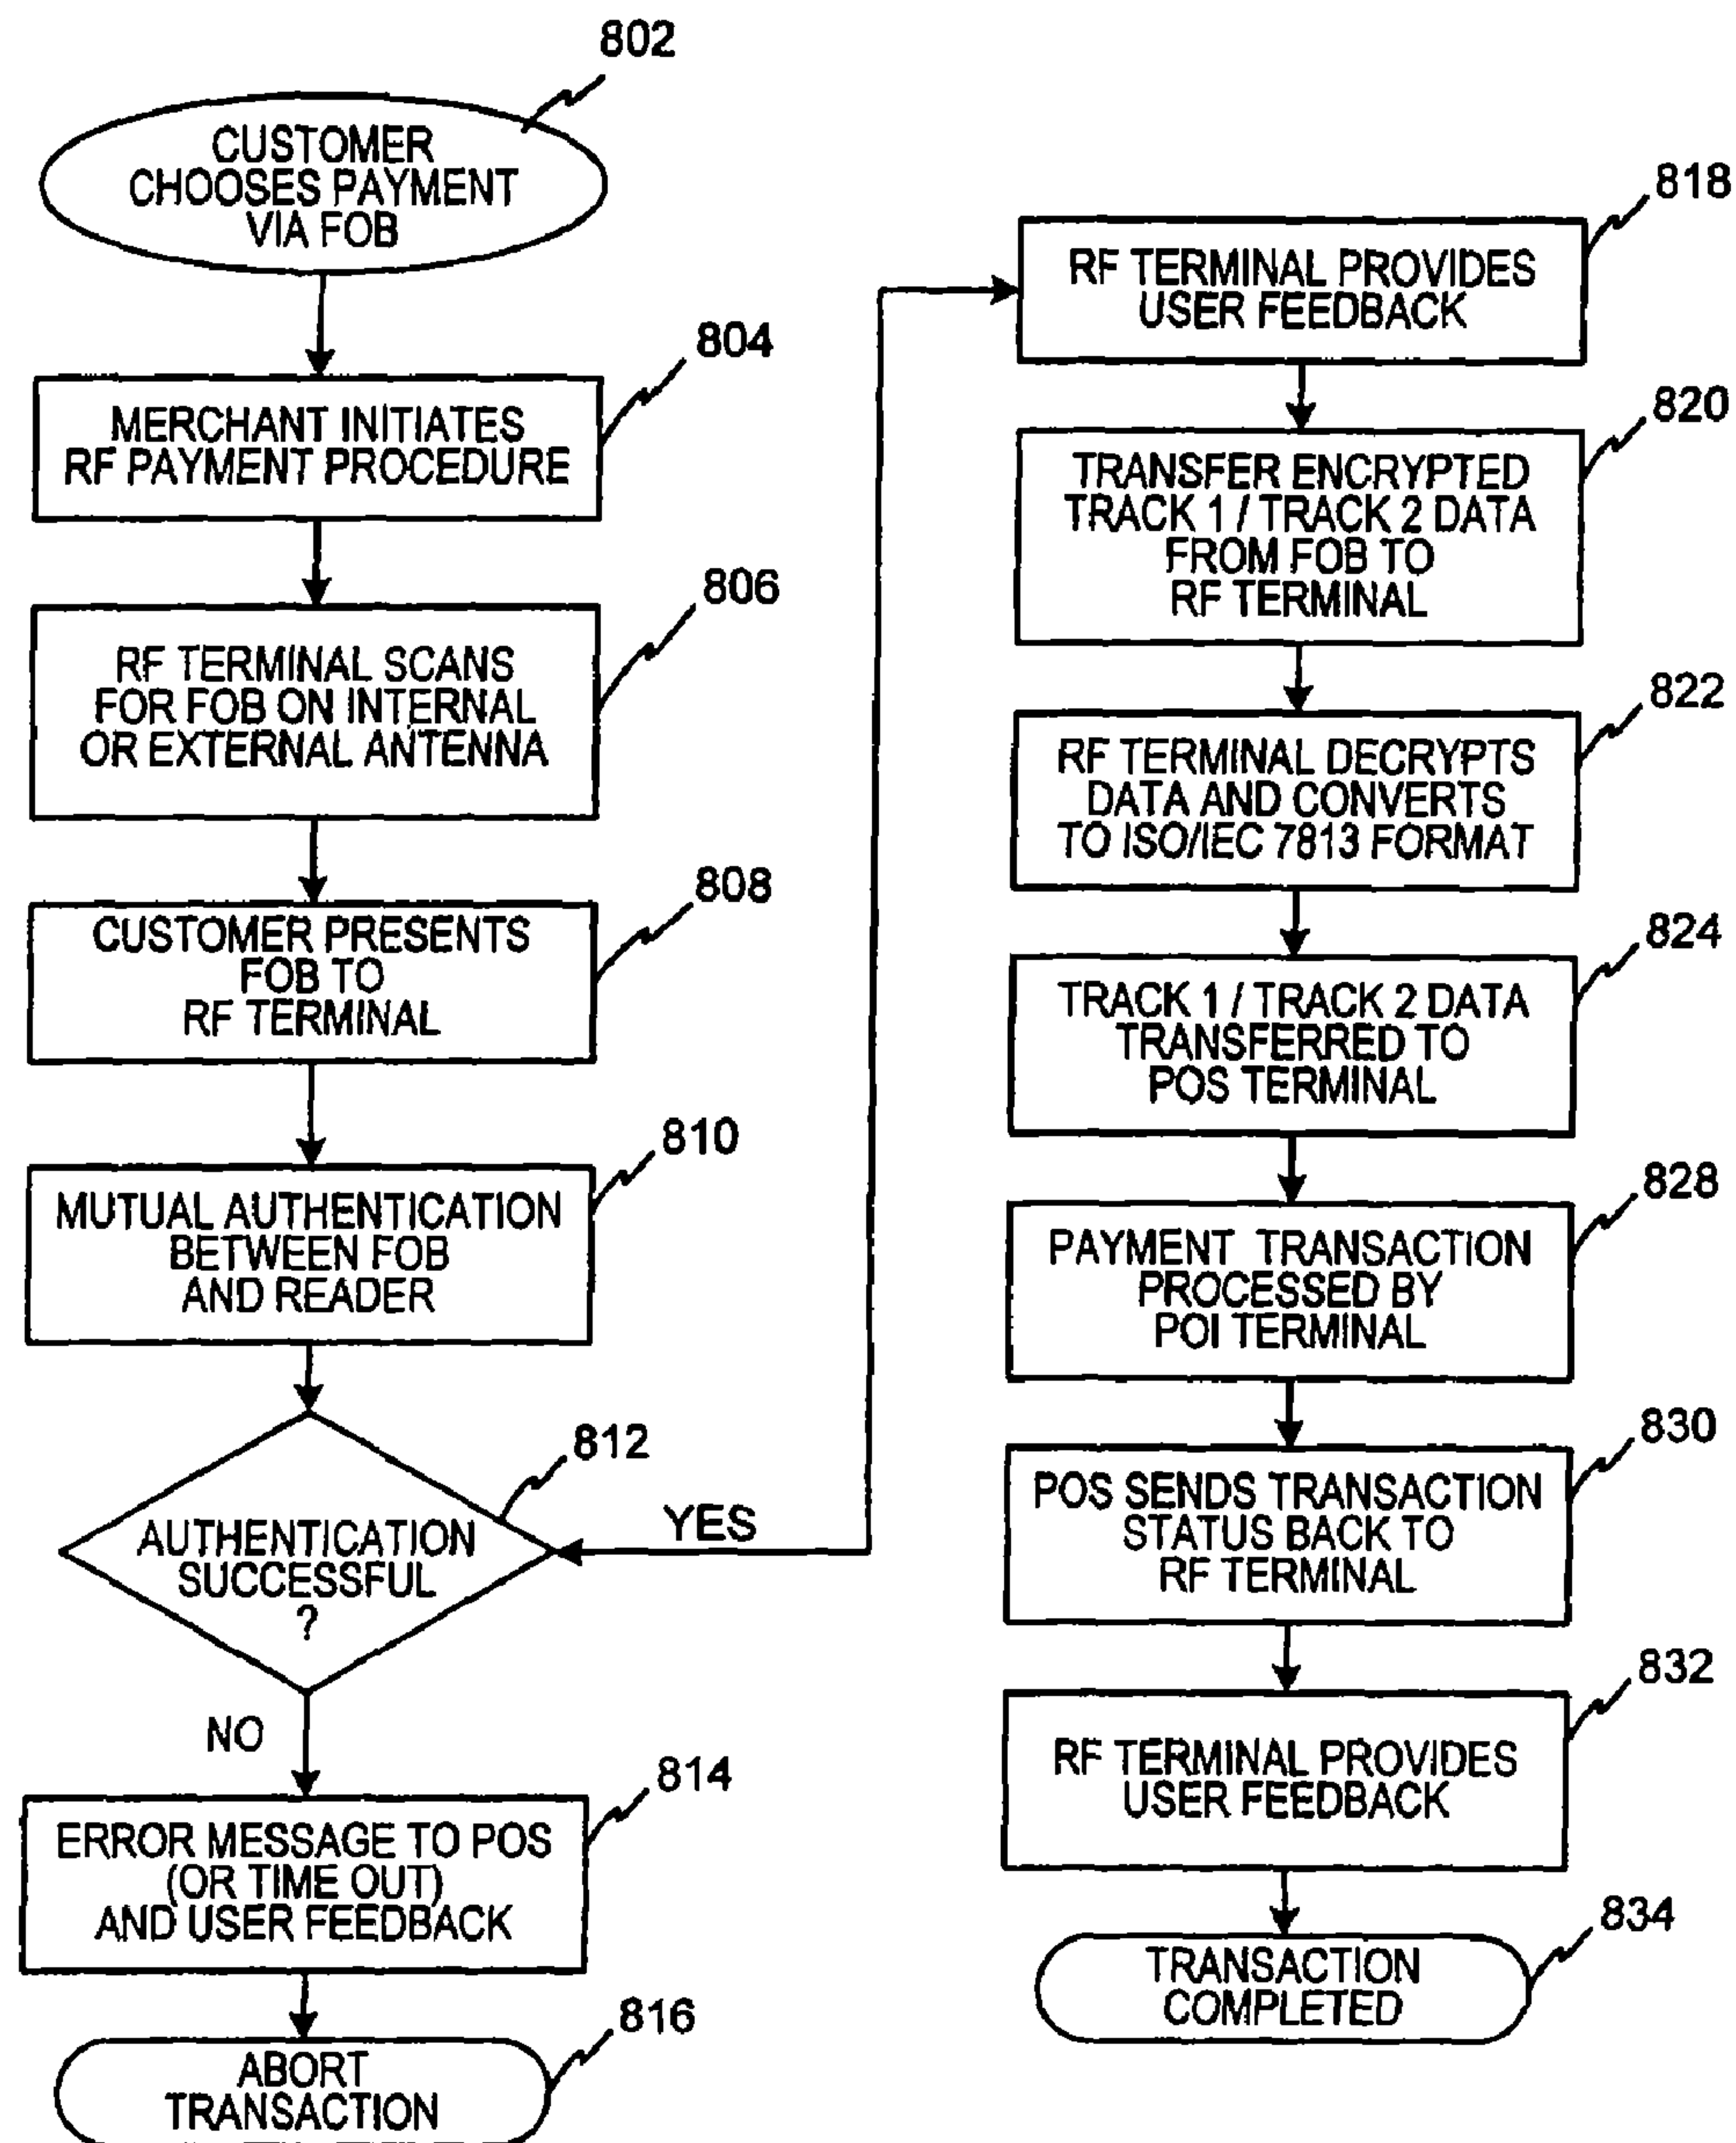 802
CUSTOMER
CHOOSES PAYMENT
VIA FOB
804
MERCHANT INITIATES
RF PAYMENT PROCEDURE
806
RF TERMINAL SCANS
FOR FOB ON INTERNAL
OR EXTERNAL ANTENNA
808
CUSTOMER PRESENTS
FOB TO
RF TERMINAL
810
MUTUAL AUTHENTICATION
BETWEEN FOB
AND READER
812
AUTHENTICATION
SUCCESSFUL
?
YES
NO
814
ERROR MESSAGE TO POS
(OR TIME OUT)
AND USER FEEDBACK
816
ABORT
TRANSACTION
818
RF TERMINAL PROVIDES
USER FEEDBACK
820
TRANSFER ENCRYPTED
TRACK 1 / TRACK 2 DATA
FROM FOB TO
RF TERMINAL
822
RF TERMINAL DECRYPTS
DATA AND CONVERTS
TO ISO/IEC 7813 FORMAT
824
TRACK 1 / TRACK 2 DATA
TRANSFERRED TO
POS TERMINAL
828
PAYMENT TRANSACTION
PROCESSED BY
POI TERMINAL
830
POS SENDS TRANSACTION
STATUS BACK TO
RF TERMINAL
832
RF TERMINAL PROVIDES
USER FEEDBACK
834
TRANSACTION
COMPLETED